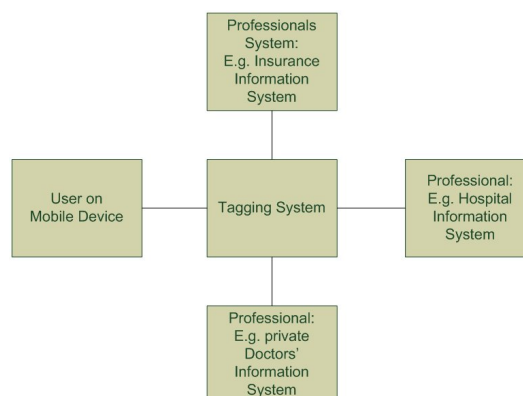 Professionals
System:
E.g. Insurance
Information
System
User on
Mobile Device
Tagging System
Professional:
E.g. Hospital
Information
System
Professional:
E.g. private
Doctors'
Information
System